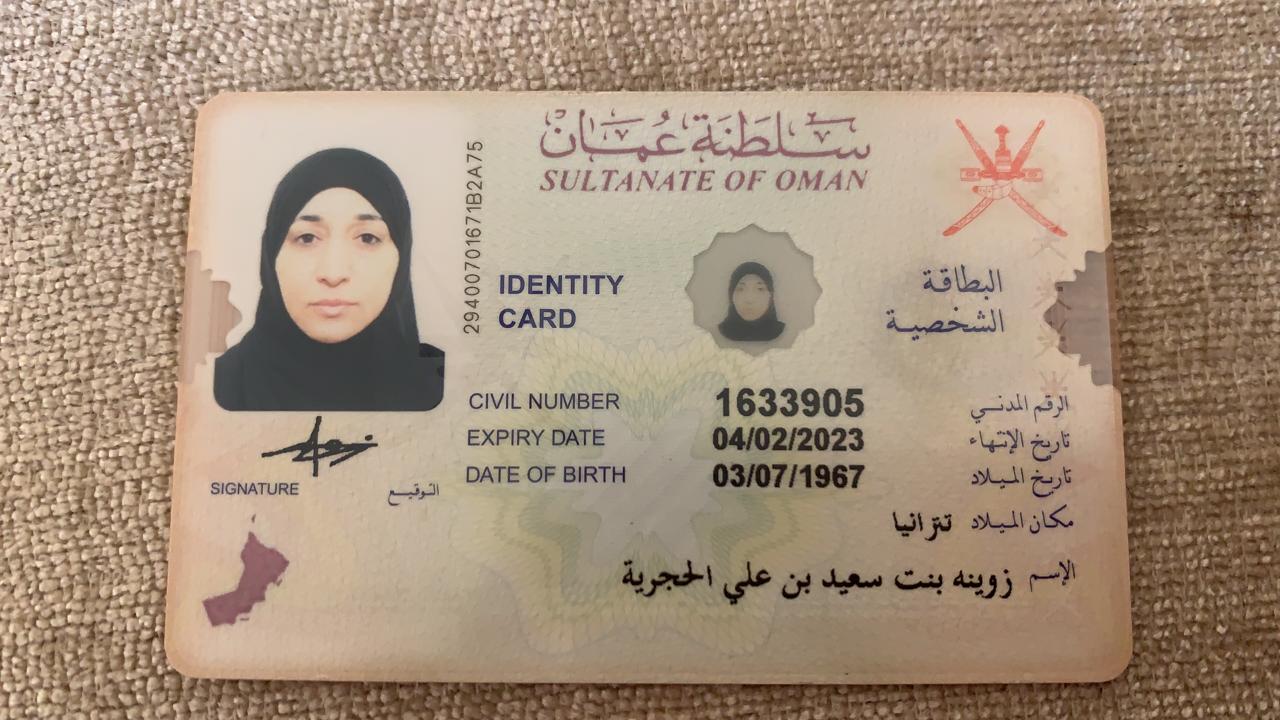 سلطنة عُمان
SULTANATE OF OMAN
29400701671B2A75
IDENTITY CARD
البطاقة الشخصية
CIVIL NUMBER 1633905 الرقم المدني
EXPIRY DATE 04/02/2023 تاريخ الإنتهاء
DATE OF BIRTH 03/07/1967 تاريخ الميلاد
SIGNATURE التوقيع
مكان الميلاد تنزانيا
الإسم زوينه بنت سعيد بن علي الحجرية